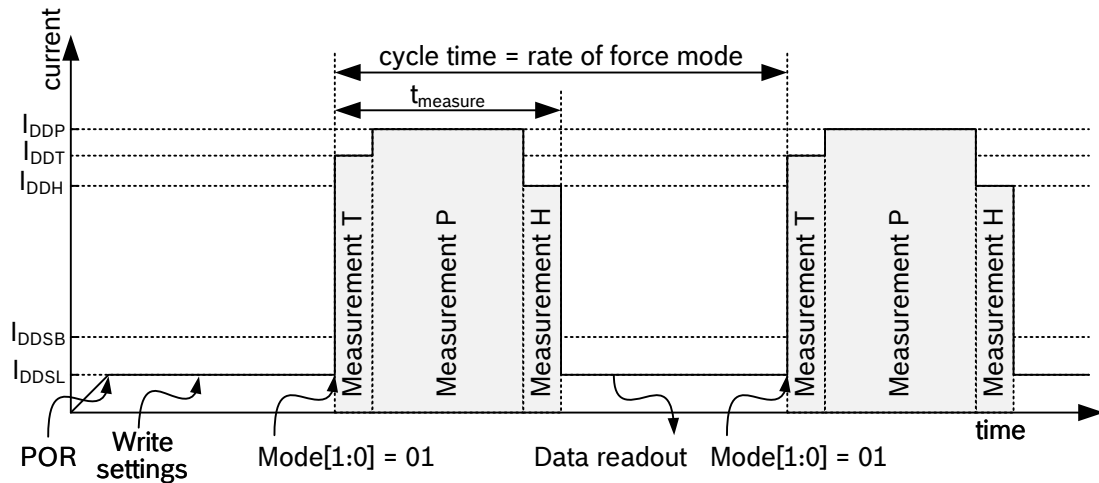 current
cycle time = rate of force mode
tmeasure
IDDP
IDDT
IDDH
IDDSB
IDDSL
Measurement T
Measurement P
Measurement H
Measurement T
Measurement P
Measurement H
time
POR
Write
settings
Mode[1:0] = 01
Data readout
Mode[1:0] = 01